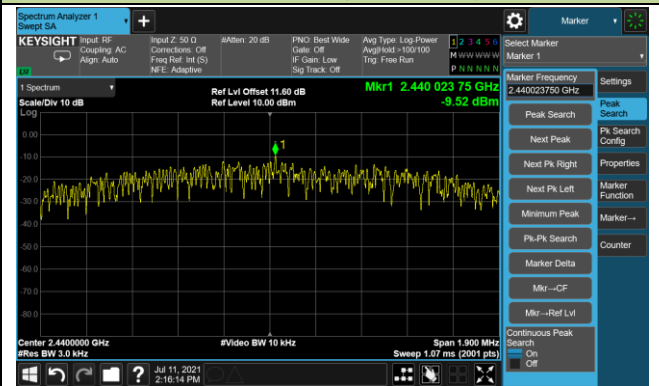 Spectrum Analyzer 1
Swept SA
+
Marker
KEYSIGHT
Input: RF
Coupling: AC
Align: Auto
Input Z: 50 Ω
Corrections: Off
Freq Ref: Int (S)
NFE: Adaptive
#Atten: 20 dB
PNO: Best Wide
Gate: Off
IF Gain: Low
Sig Track: Off
Avg Type: Log-Power
Avg|Hold:>100/100
Trig: Free Run
1 2 3 4 5 6
M W W W W W
P N N N N N
Select Marker
Marker 1
1 Spectrum
Scale/Div 10 dB
Log
Ref Lvl Offset 11.60 dB
Ref Level 10.00 dBm
Mkr1 2.440 023 75 GHz
-9.52 dBm
1
0.00
-10.0
-20.0
-30.0
-40.0
-50.0
-60.0
-70.0
-80.0
Center 2.4400000 GHz
#Res BW 3.0 kHz
#Video BW 10 kHz
Span 1.900 MHz
Sweep 1.07 ms (2001 pts)
Marker Frequency
2.440023750 GHz
Peak Search
Next Peak
Next Pk Right
Next Pk Left
Minimum Peak
Pk-Pk Search
Marker Delta
Mkr→CF
Mkr→Ref Lvl
Continuous Peak
Search
On
Off
Settings
Peak
Search
Pk Search
Config
Properties
Marker
Function
Marker→
Counter
?
Jul 11, 2021
2:16:14 PM